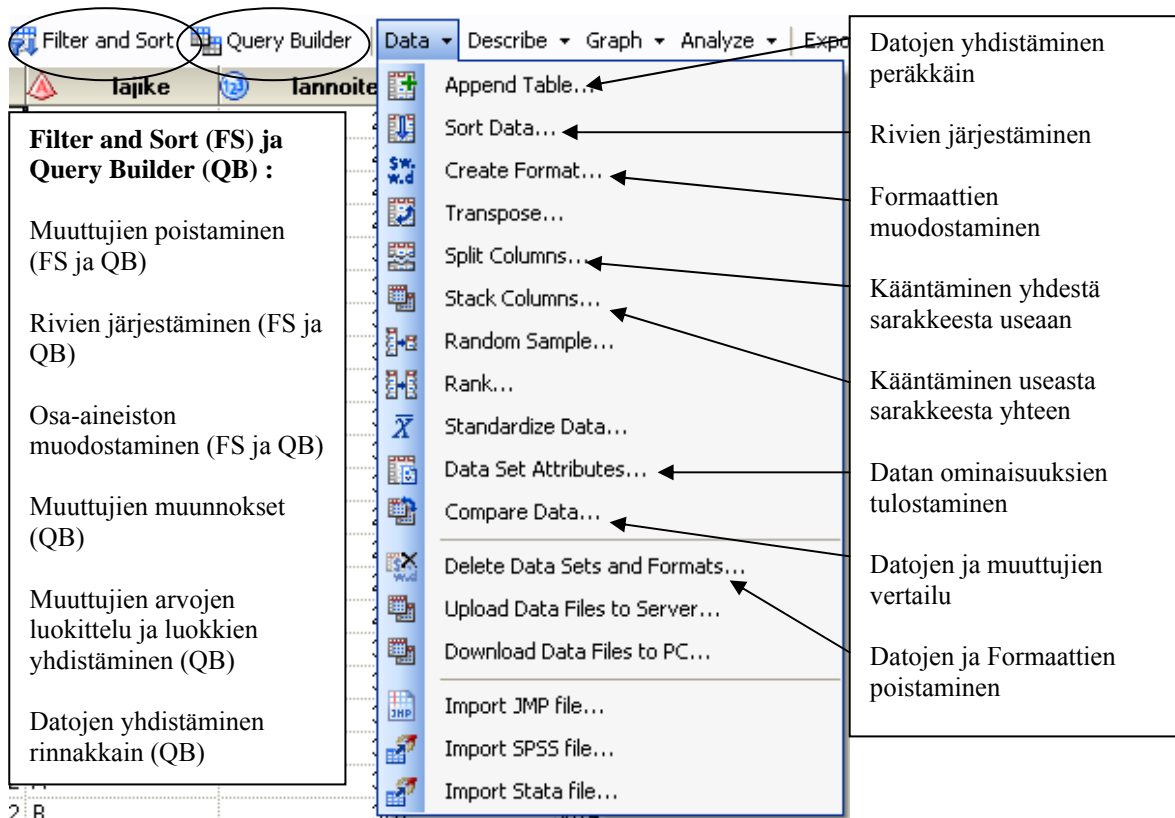 Filter and Sort Query Builder Data Describe Graph Analyze Expo
lajike lannoite
Filter and Sort (FS) ja
Query Builder (QB) :
Muuttujien poistaminen
(FS ja QB)
Rivien järjestäminen (FS ja
QB)
Osa-aineiston
muodostaminen (FS ja QB)
Muuttujien muunnokset
(QB)
Muuttujien arvojen
luokittelu ja luokkien
yhdistäminen (QB)
Datojen yhdistäminen
rinnakkain (QB)
2 B
Append Table...
Sort Data...
Create Format...
Transpose...
Split Columns...
Stack Columns...
Random Sample...
Rank...
Standardize Data...
Data Set Attributes...
Compare Data...
Delete Data Sets and Formats...
Upload Data Files to Server...
Download Data Files to PC...
Import JMP file...
Import SPSS file...
Import Stata file...
Datojen yhdistäminen
peräkkäin
Rivien järjestäminen
Formaattien
muodostaminen
Kääntäminen yhdestä
sarakkeesta useaan
Kääntäminen useasta
sarakkeesta yhteen
Datan ominaisuuksien
tulostaminen
Datojen ja muuttujien
vertailu
Datojen ja Formaattien
poistaminen